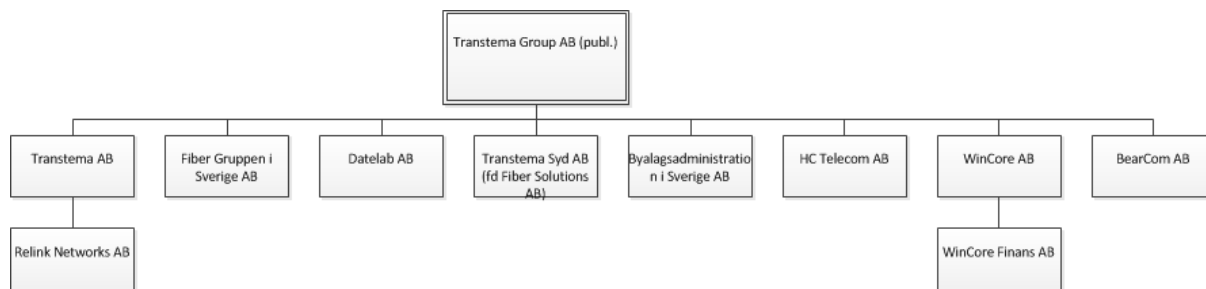 Transtema Group AB (publ.)
Transtema AB
Fiber Gruppen i
Sverige AB
Datelab AB
Transtema Syd AB
(fd Fiber Solutions
AB)
Byalagsadministratio
n i Sverige AB
HC Telecom AB
WinCore AB
BearCom AB
Relink Networks AB
WinCore Finans AB